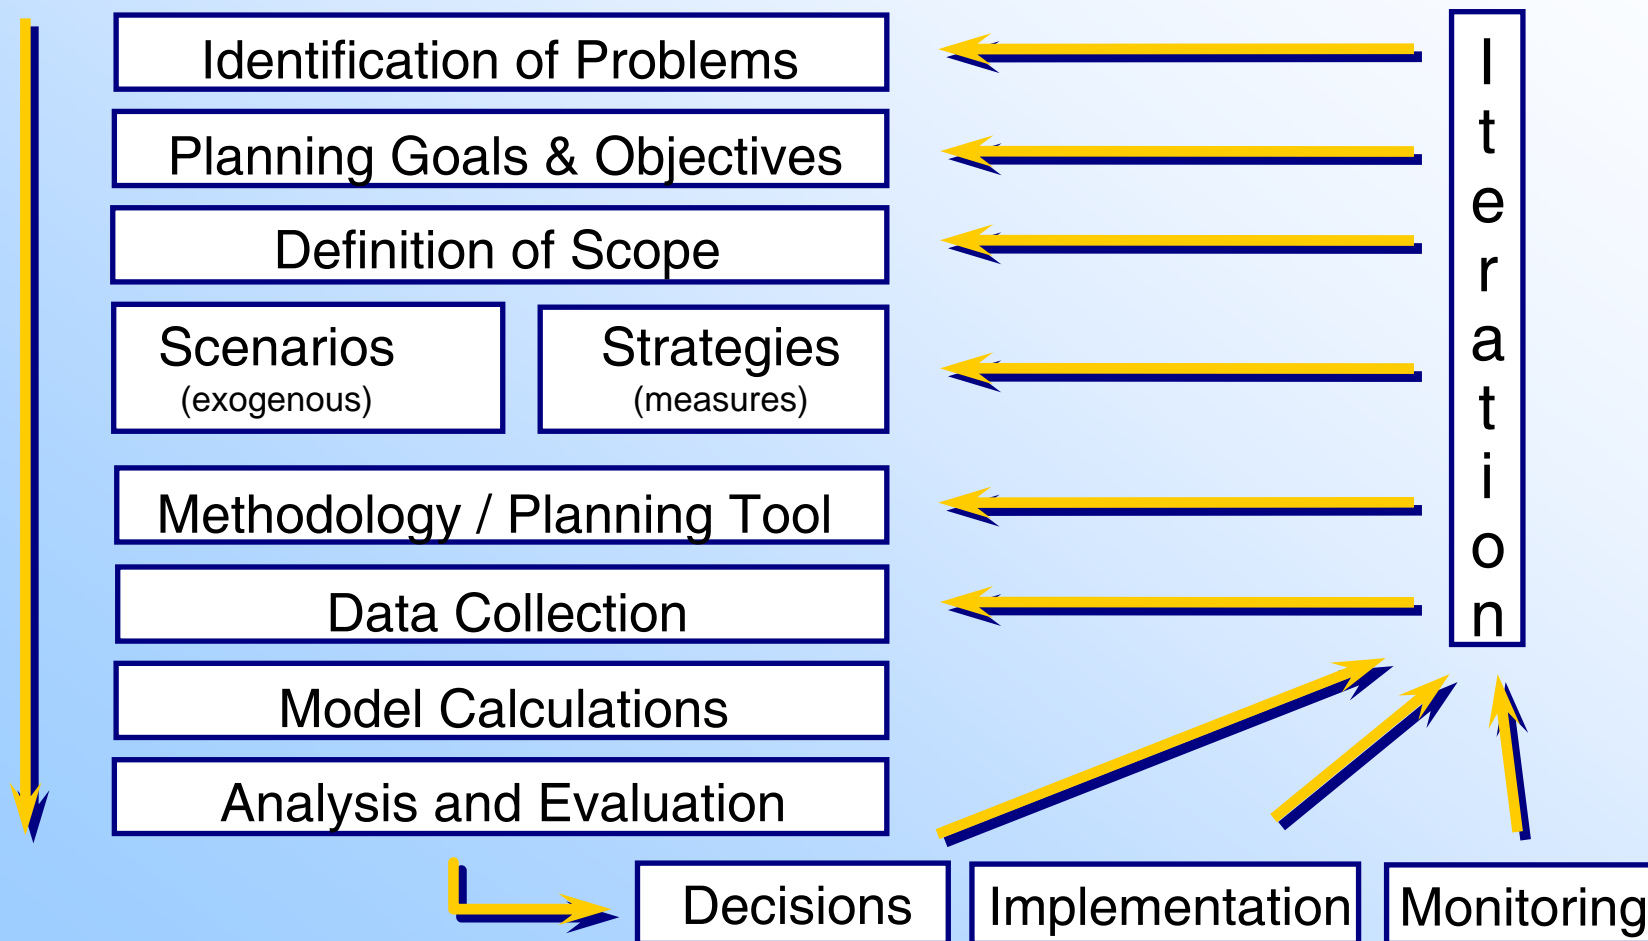 Identification of Problems
Planning Goals & Objectives
Definition of Scope
Scenarios
(exogenous)
Strategies
(measures)
Methodology / Planning Tool
Data Collection
Model Calculations
Analysis and Evaluation
Decisions
Implementation
Monitoring
Iteration